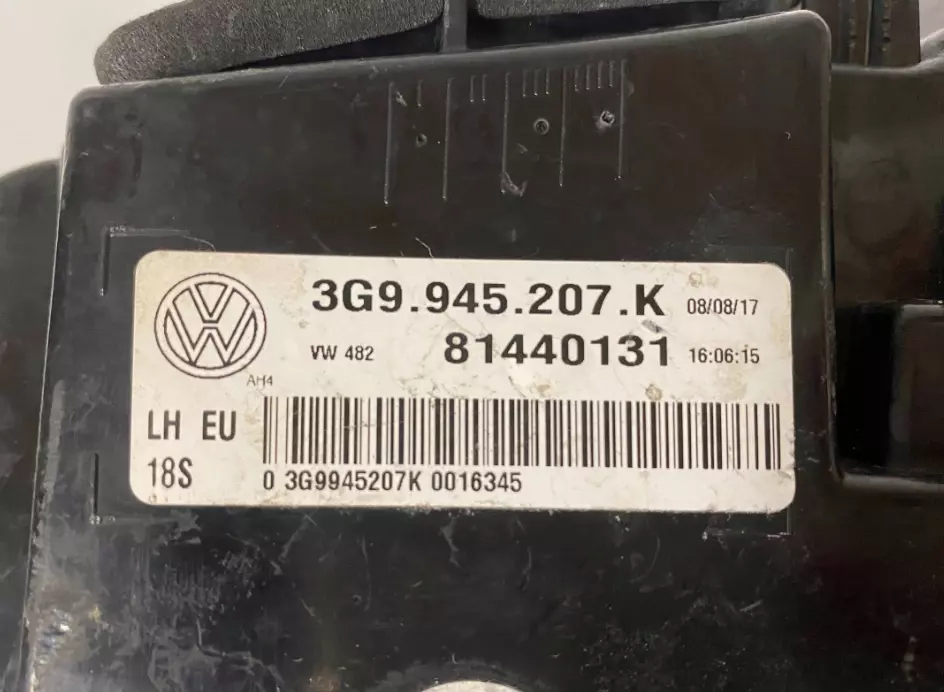 3G9.945.207.K 08/08/17
VW 482 81440131 16:06:15
AH4
LH EU
18S
0 3G9945207K 0016345